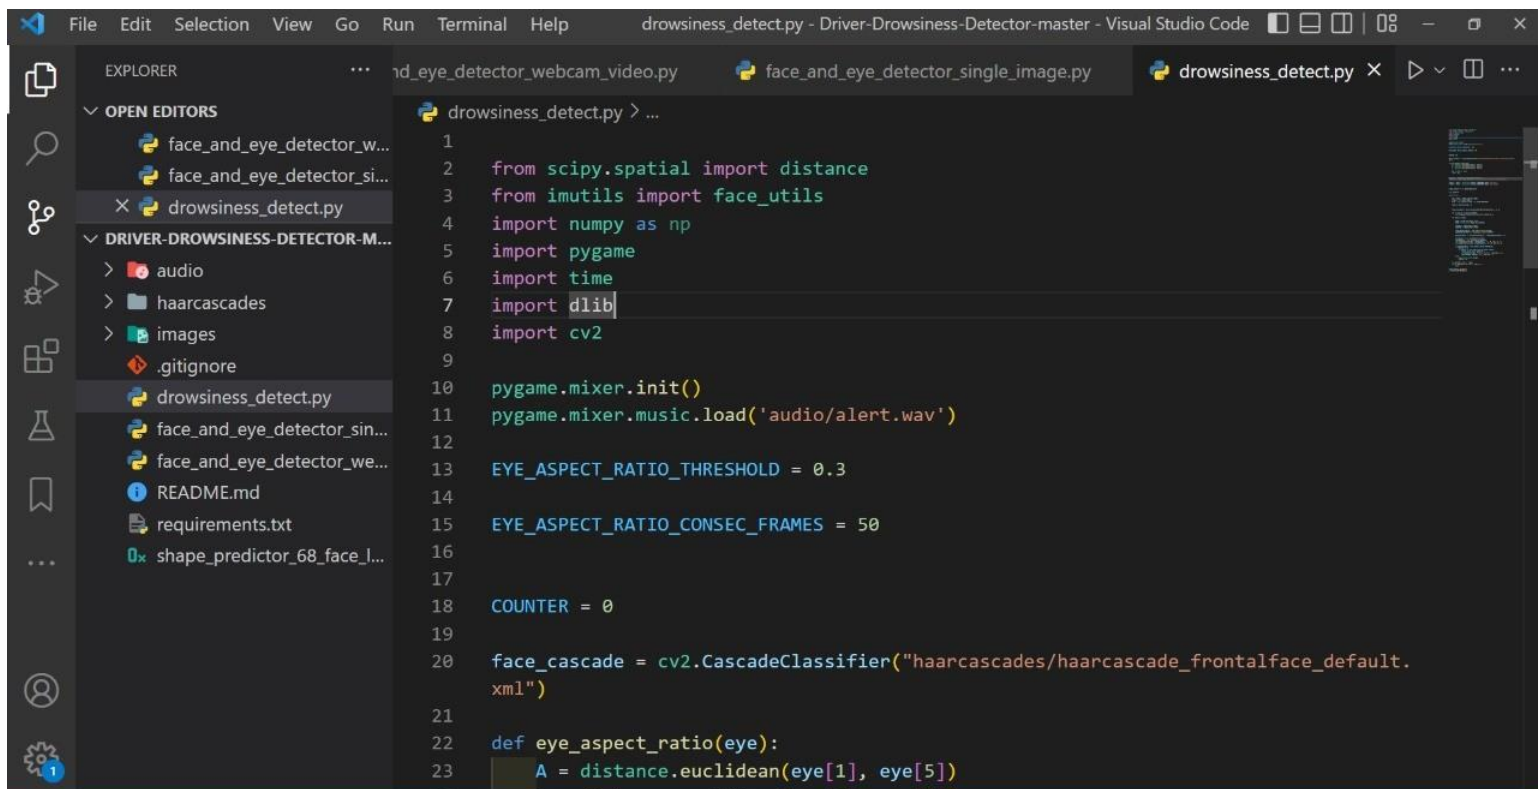 File Edit Selection View Go Run Terminal Help drowsiness_detect.py - Driver-Drowsiness-Detector-master - Visual Studio Code
EXPLORER
nd_eye_detector_webcam_video.py face_and_eye_detector_single_image.py drowsiness_detect.py
OPEN EDITORS
face_and_eye_detector_w...
face_and_eye_detector_si...
drowsiness_detect.py
DRIVER-DROWSINESS-DETECTOR-M...
audio
haarcascades
images
.gitignore
drowsiness_detect.py
face_and_eye_detector_sin...
face_and_eye_detector_we...
README.md
requirements.txt
shape_predictor_68_face_l...
1
drowsiness_detect.py > ...
1
2 from scipy.spatial import distance
3 from imutils import face_utils
4 import numpy as np
5 import pygame
6 import time
7 import dlib
8 import cv2
9
10 pygame.mixer.init()
11 pygame.mixer.music.load('audio/alert.wav')
12
13 EYE_ASPECT_RATIO_THRESHOLD = 0.3
14
15 EYE_ASPECT_RATIO_CONSEC_FRAMES = 50
16
17
18 COUNTER = 0
19
20 face_cascade = cv2.CascadeClassifier("haarcascades/haarcascade_frontalface_default.
xml")
21
22 def eye_aspect_ratio(eye):
23 A = distance.euclidean(eye[1], eye[5])